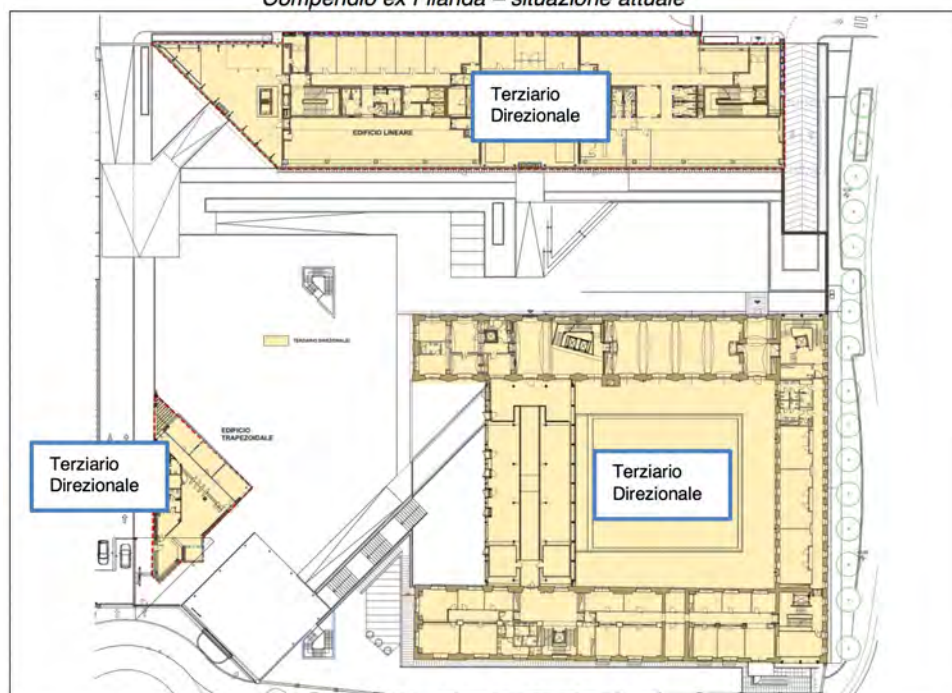 Compendio ex Filanda – situazione attuale
Terziario
Direzionale
EDIFICIO LINEARE
TERZIARIO DIREZIONALE
EDIFICIO
TRAPEZOIDALE
Terziario
Direzionale
Terziario
Direzionale